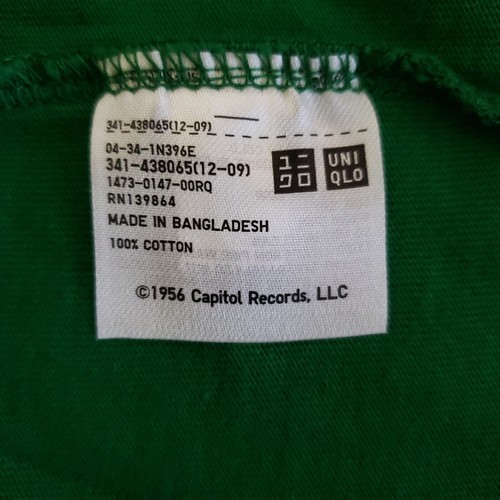 341-438065(12-09)
04-34-1N396E
341-438065(12-09)
1473-0147-00RQ
RN139864
MADE IN BANGLADESH
100% COTTON
ユニ
クロ
UNI
QLO
©1956 Capitol Records, LLC